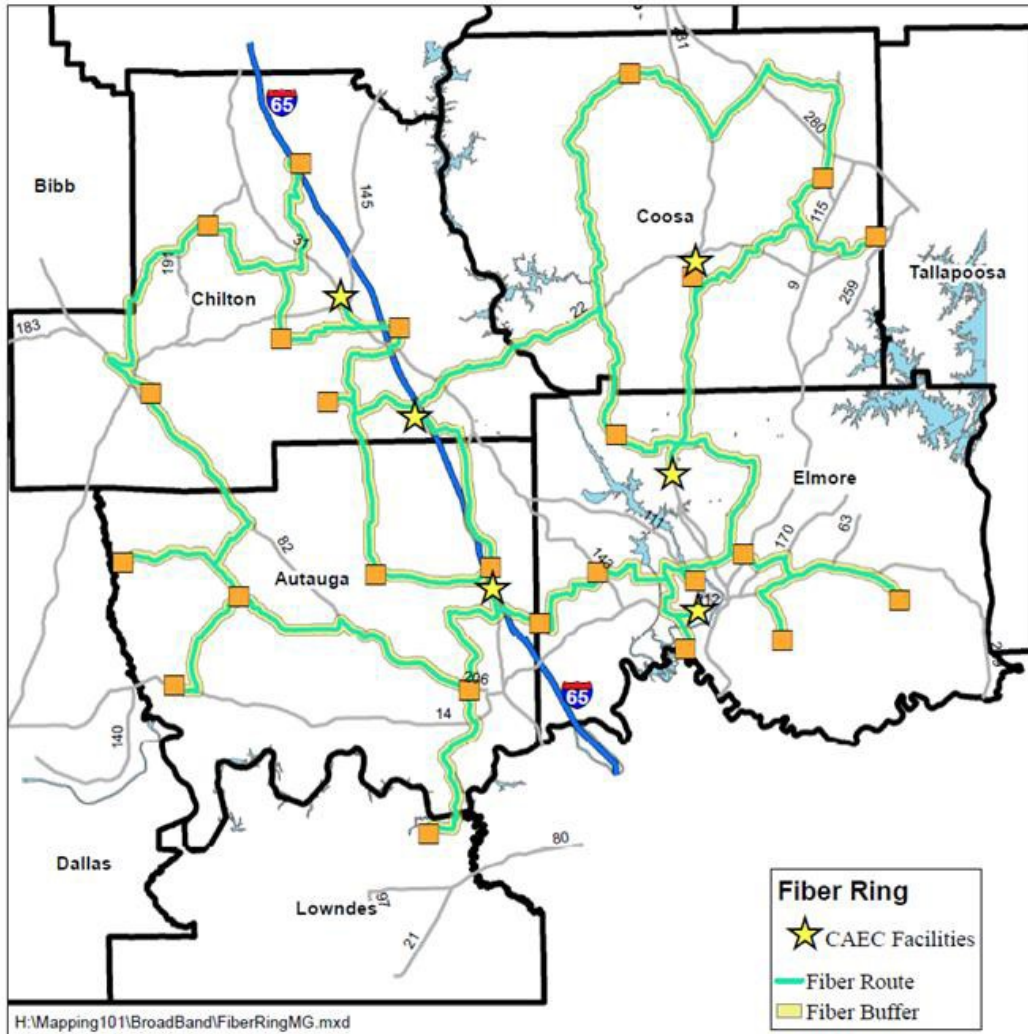 231
65
280
Bibb
145
Coosa
115
31
191
Tallapoosa
Chilton
9
259
22
183
Elmore
111
63
170
82
143
Autauga
112
206
65
14
140
Dallas
80
Lowndes
97
21
Fiber Ring
CAEC Facilities
Fiber Route
Fiber Buffer
H:\Mapping101\BroadBand\FiberRingMG.mxd